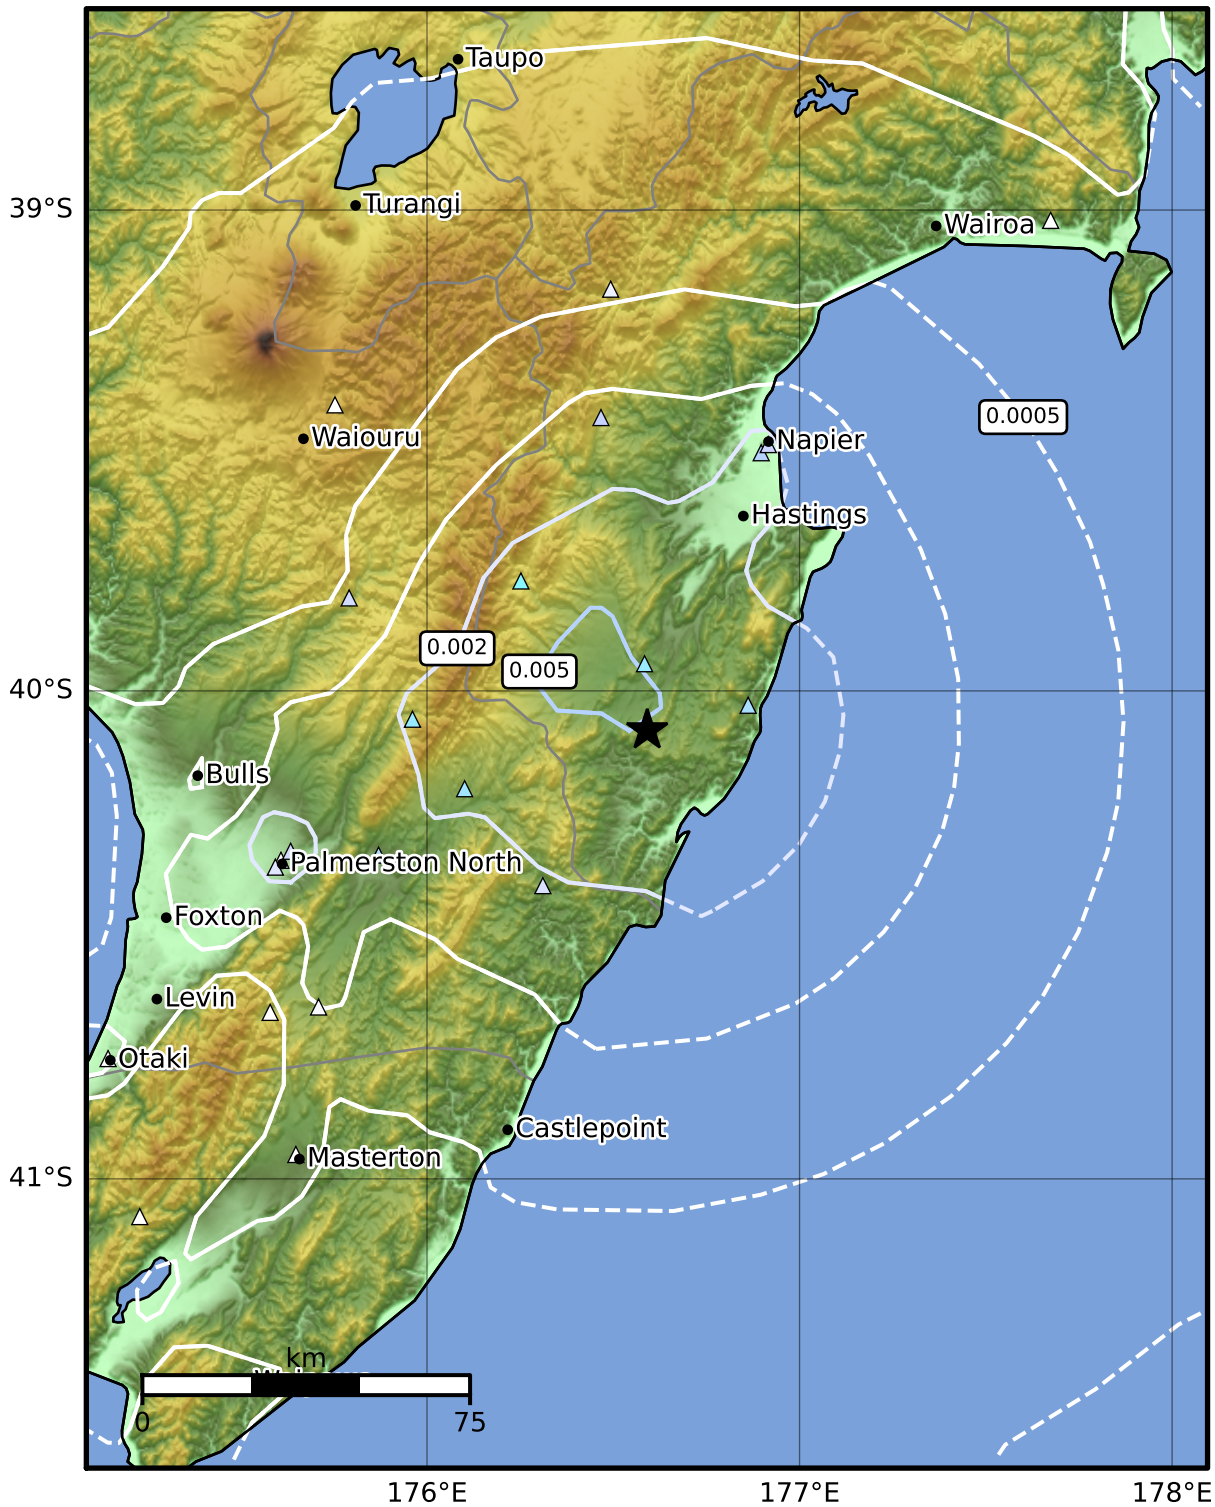 Taupo
Turangi
39°S
Wairoa
0.0005
Waiouru
Napier
Hastings
0.002
0.005
40°S
Bulls
Palmerston North
Foxton
Levin
Otaki
Castlepoint
Masterton
41°S
km
0
75
176°E
177°E
178°E